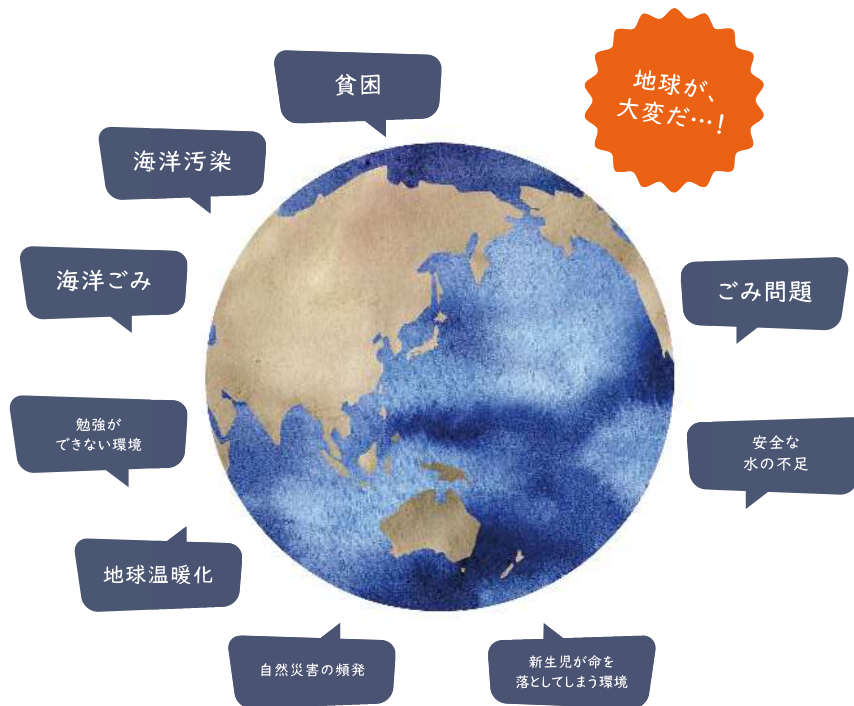 貧困
地球が、
大変だ…!
海洋汚染
海洋ごみ
ごみ問題
勉強が
できない環境
安全な
水の不足
地球温暖化
自然災害の頻発
新生児が命を
落としてしまう環境